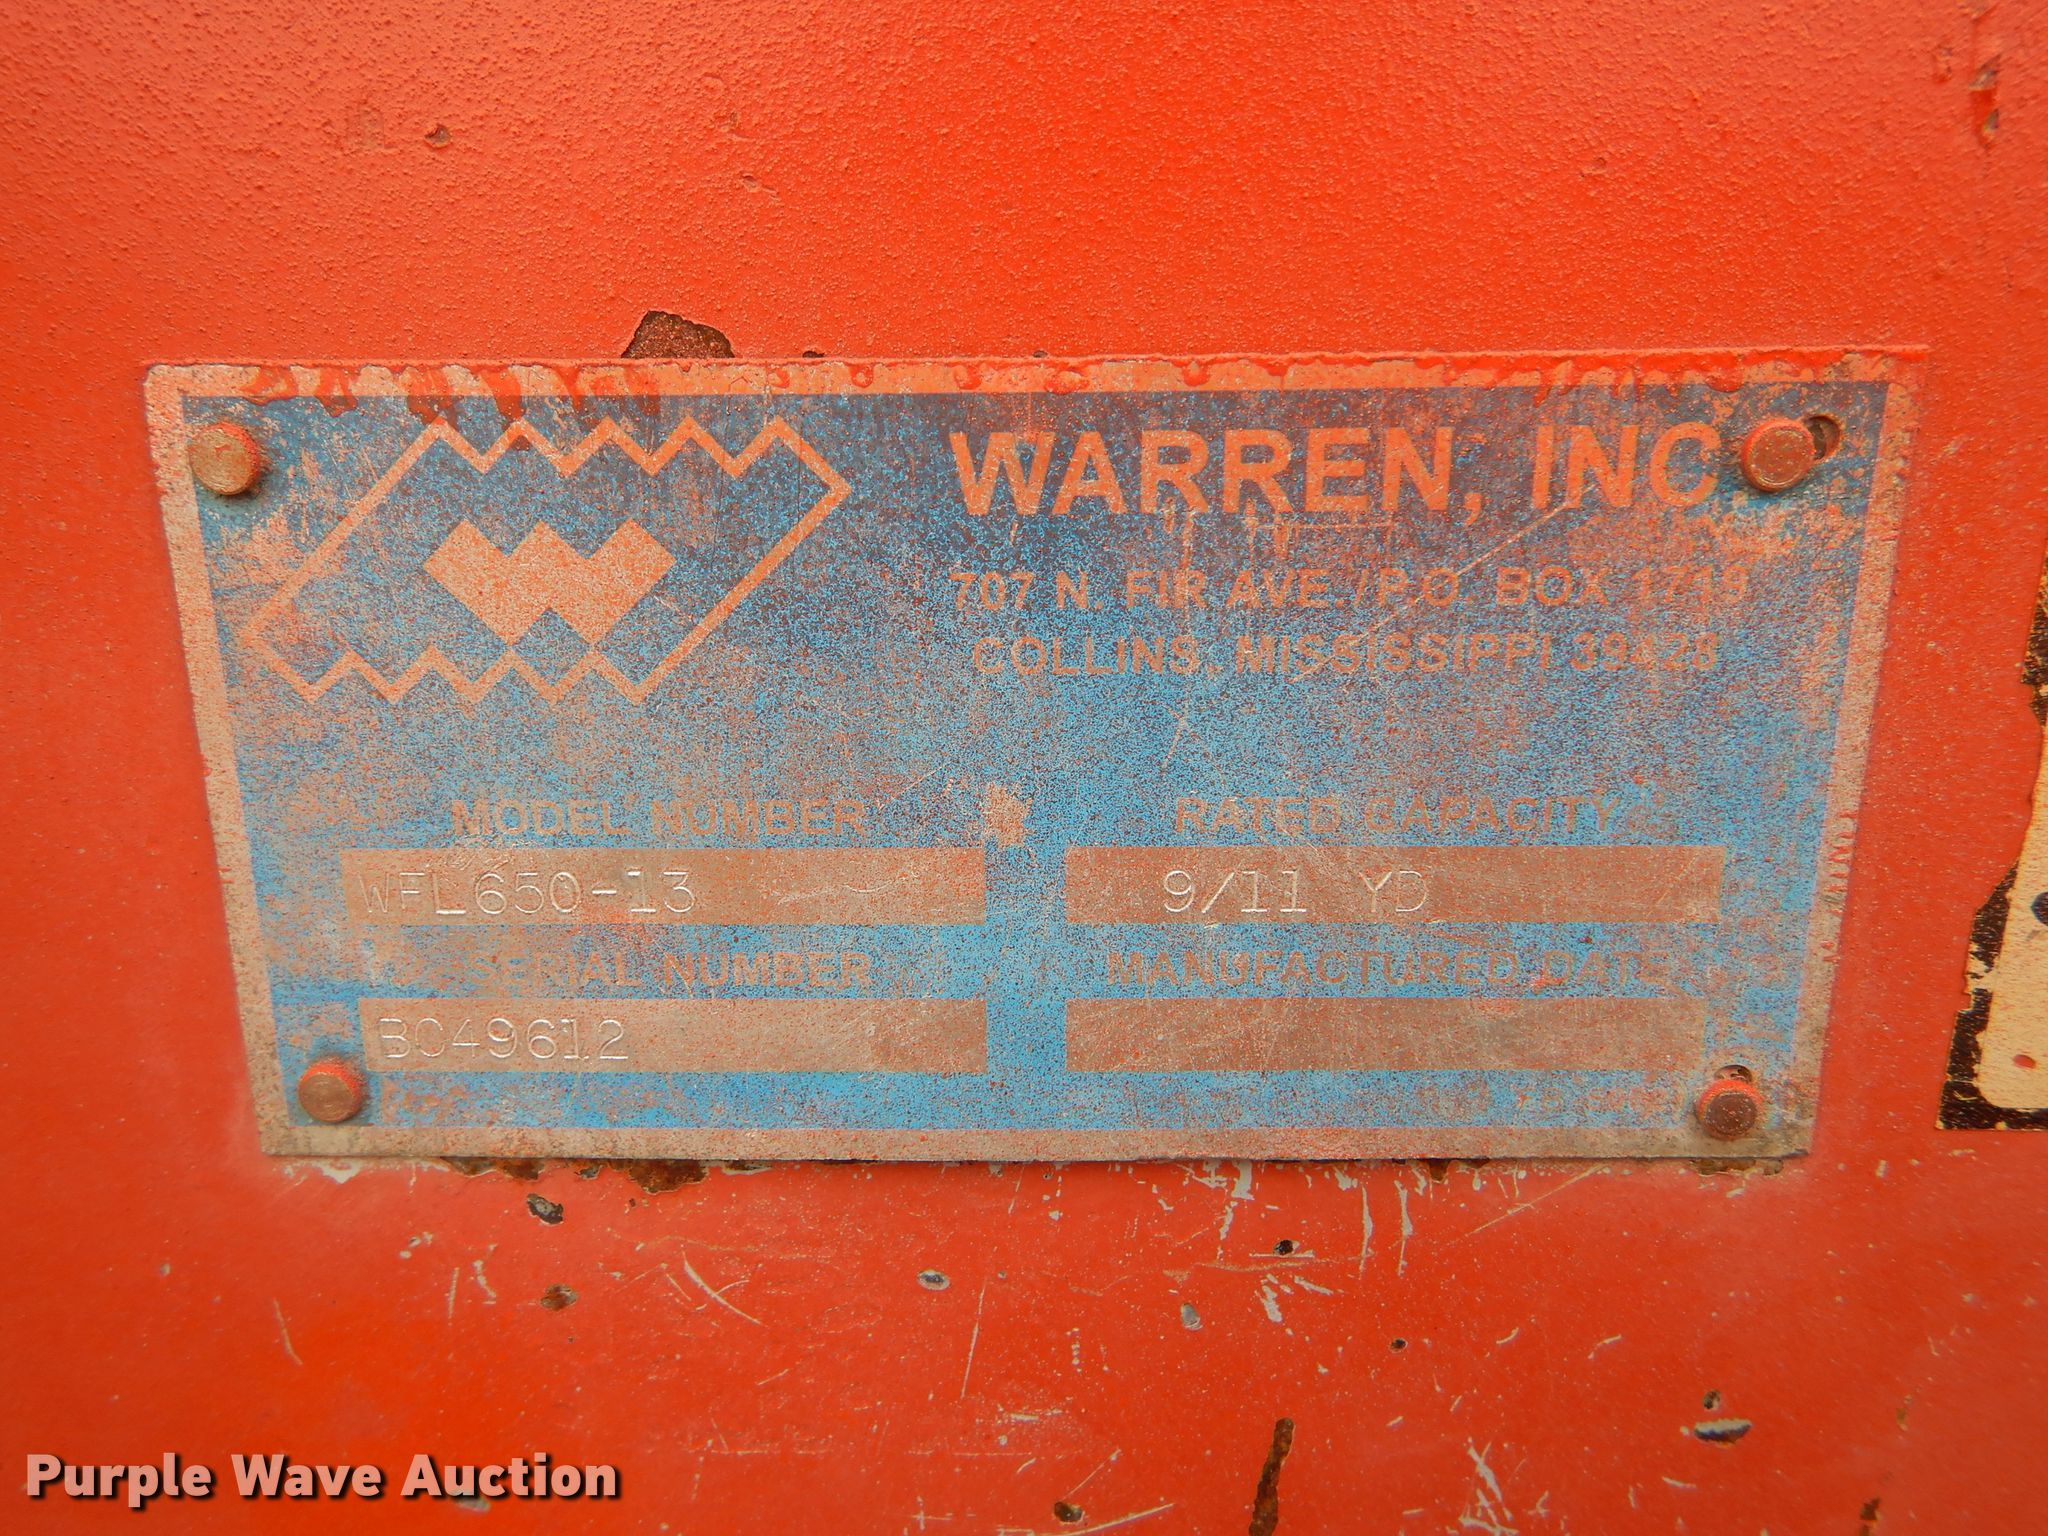 WARREN, INC
707 N. FIR AVE./P.O. BOX 1719
COLLINS, MISSISSIPPI 39428
MODEL NUMBER
RATED CAPACITY
WFL650-13
9/11 YD
SERIAL NUMBER
MANUFACTURED DATE
BC49612
Purple Wave Auction